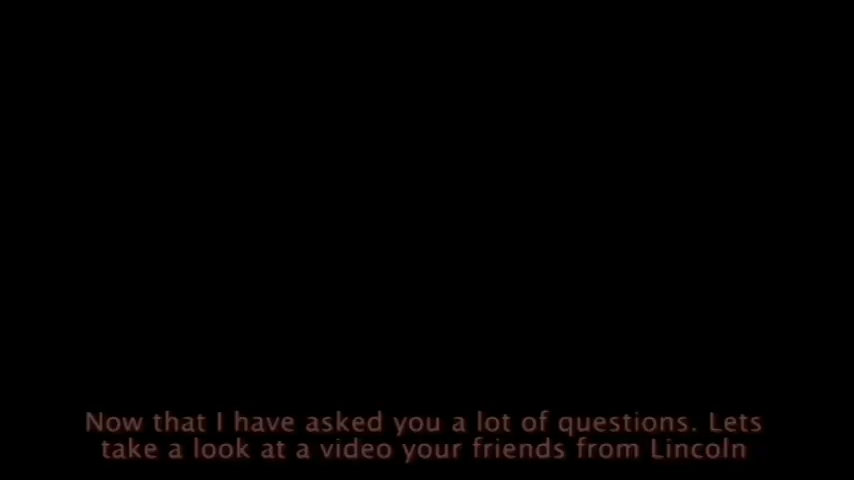 Now that I have asked you a lot of questions. Lets
take a look at a video your friends from Lincoln